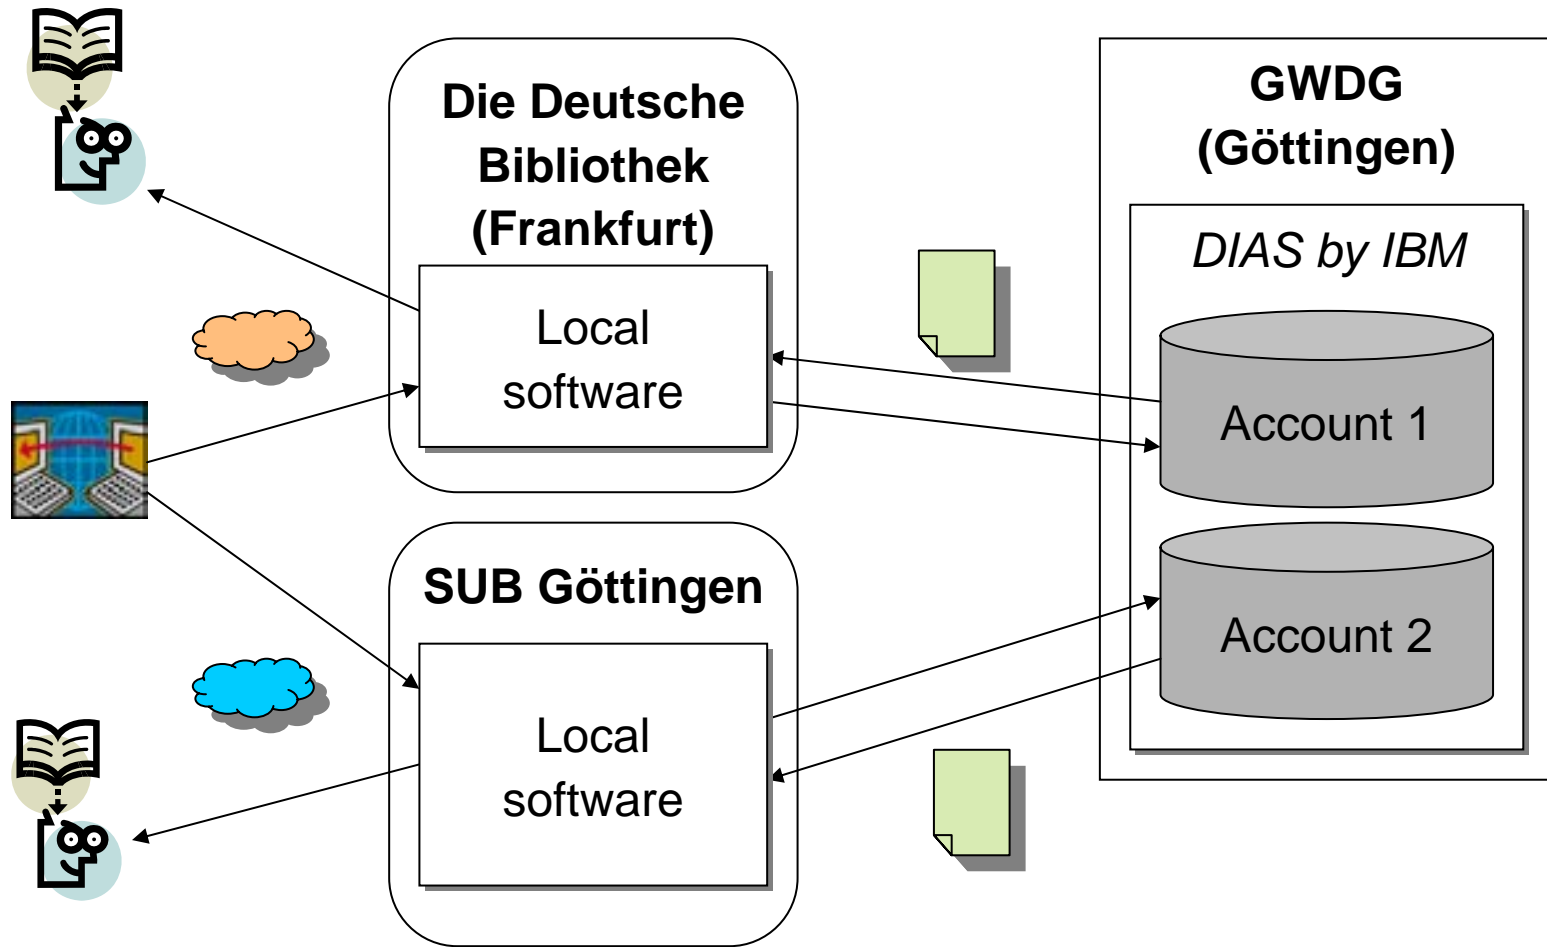 Die Deutsche
Bibliothek
(Frankfurt)
Local
software
SUB Göttingen
Local
software
GWDG
(Göttingen)
DIAS by IBM
Account 1
Account 2